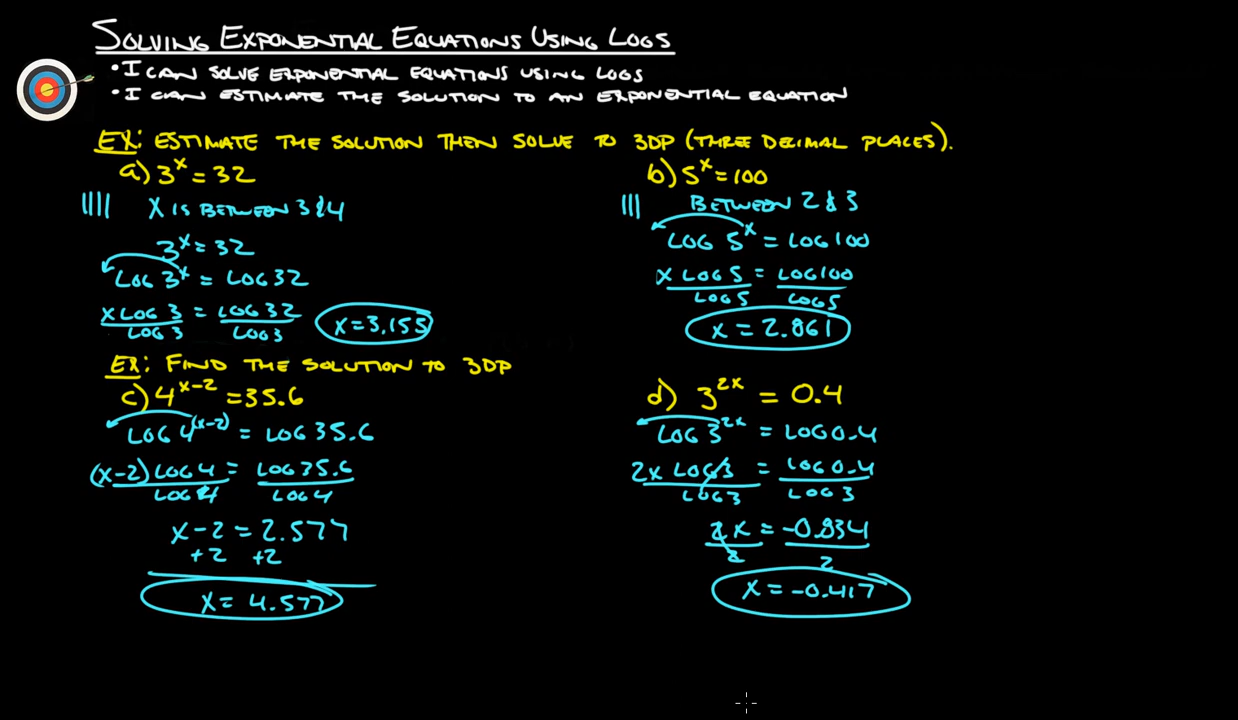 SOLVING EXPONENTIAL EQUATIONS USING LOGS
• I CAN SOLVE EXPONENTIAL EQUATIONS USING LOGS
• I CAN ESTIMATE THE SOLUTION TO AN EXPONENTIAL EQUATION
EX: ESTIMATE THE SOLUTION THEN SOLVE TO 3DP (THREE DECIMAL PLACES).
a) 3^x = 32
|||| X IS BETWEEN 3 & 4
3^x = 32
LOG 3^x = LOG 32
x LOG 3 = LOG 32
LOG 3 LOG 3
x = 3.155
b) 5^x = 100
||| BETWEEN 2 & 3
LOG 5^x = LOG 100
x LOG 5 = LOG 100
LOG 5 LOG 5
x = 2.861
EX: FIND THE SOLUTION TO 3DP
c) 4^x-2 = 35.6
LOG 4^(x-2) = LOG 35.6
(x-2) LOG 4 = LOG 35.6
LOG 4 LOG 4
x-2 = 2.577
+2 +2
x = 4.577
d) 3^2x = 0.4
LOG 3^2x = LOG 0.4
2x LOG 3 = LOG 0.4
LOG 3 LOG 3
2x = -0.834
2 2
x = -0.417